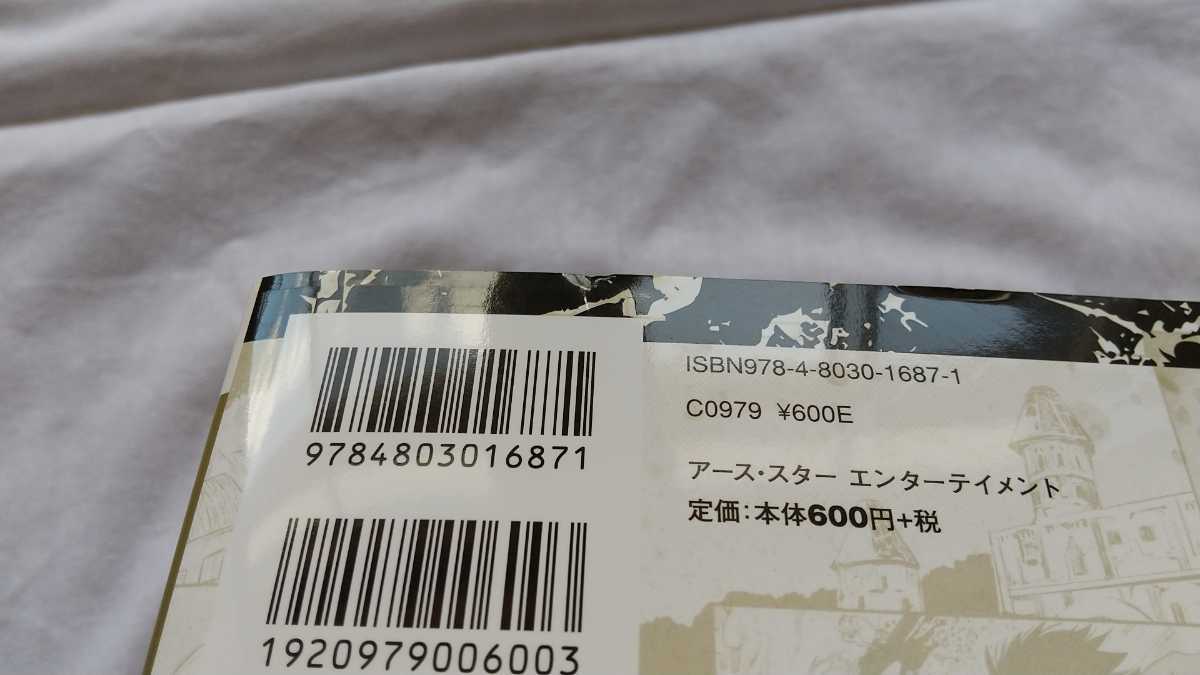 9784803016871
1920979006003
ISBN978-4-8030-1687-1
C0979 ¥600E
アース・スター エンターテイメント
定価：本体600円+税